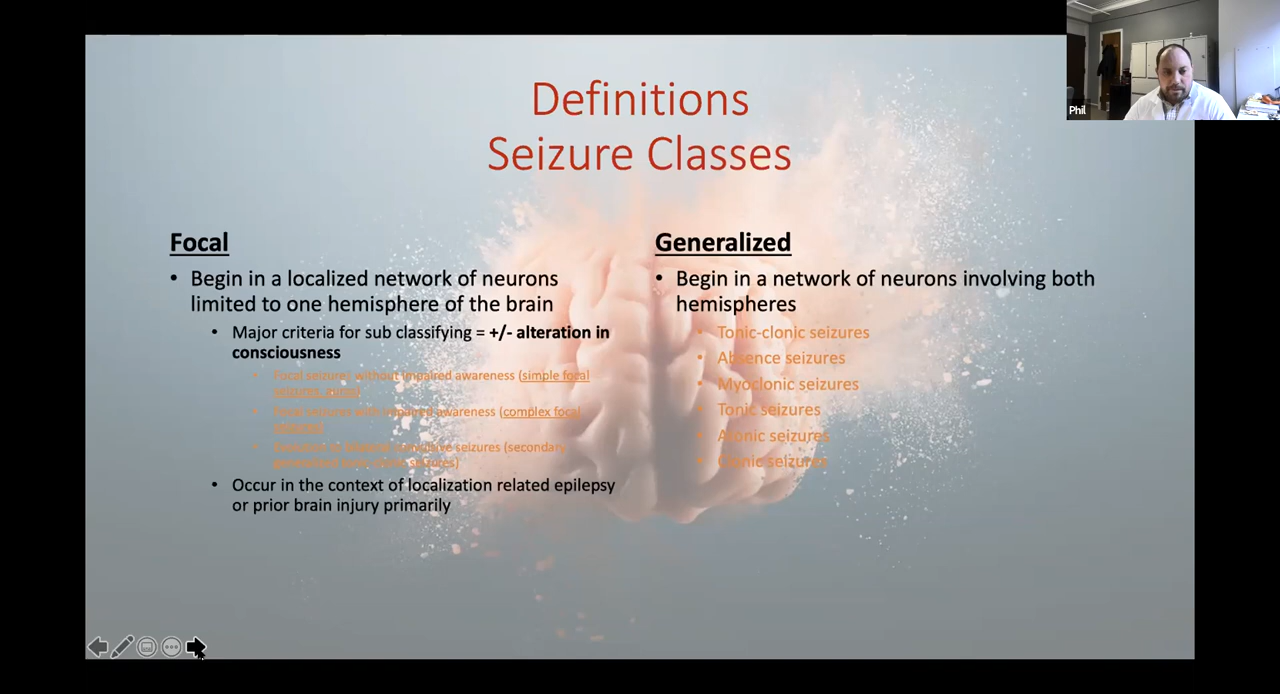 Definitions
Seizure Classes
Phil
Focal
• Begin in a localized network of neurons
limited to one hemisphere of the brain
• Major criteria for sub classifying = +/- alteration in
consciousness
• Focal seizures without impaired awareness (simple focal
seizures, auras)
• Focal seizures with impaired awareness (complex focal
seizures)
bilateral convulsive seizures (secondary
generalized tonic-clonic seizures)
• Occur in the context of localization related epilepsy
or prior brain injury primarily
Generalized
• Begin in a network of neurons involving both
hemispheres
• Tonic-clonic seizures
• Absence seizures
• Myoclonic seizures
• Tonic seizures
• Atonic seizures
• Clonic seizures